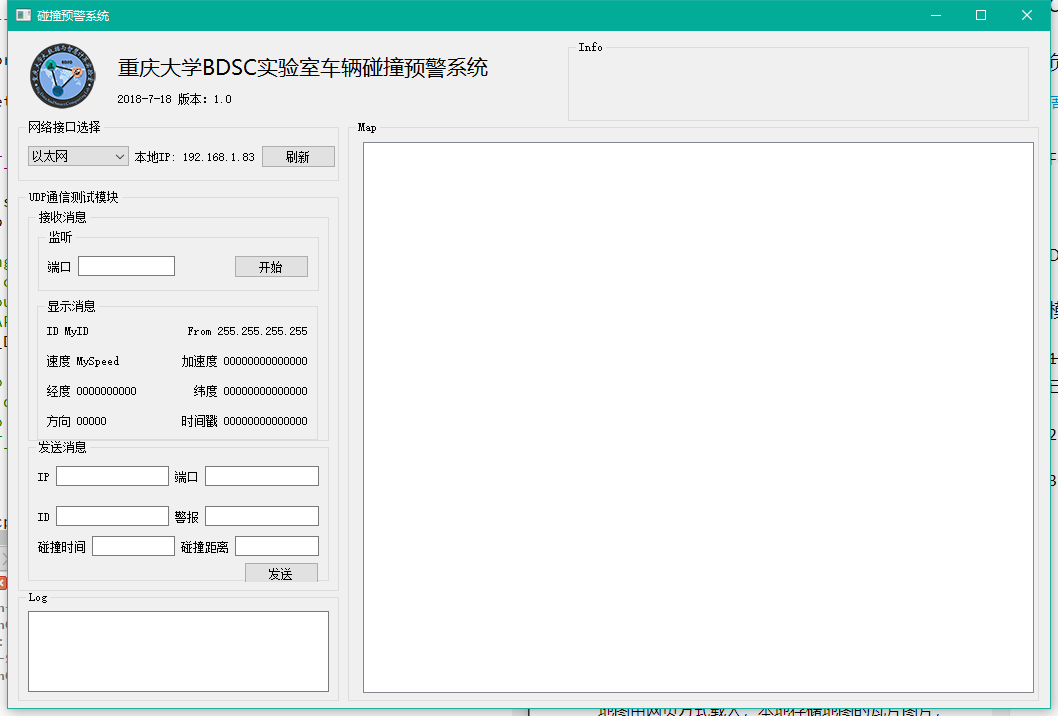 碰撞预警系统
重庆大学BDSC实验室车辆碰撞预警系统
2018-7-18 版本: 1.0
Info
网络接口选择
以太网 本地IP: 192.168.1.83 刷新
UDP通信测试模块
接收消息
监听
端口 开始
显示消息
ID MyID From 255.255.255.255
速度 MySpeed 加速度 00000000000000
经度 0000000000 纬度 00000000000000
方向 00000 时间戳 00000000000000
发送消息
IP 端口
ID 警报
碰撞时间 碰撞距离
发送
Log
Map